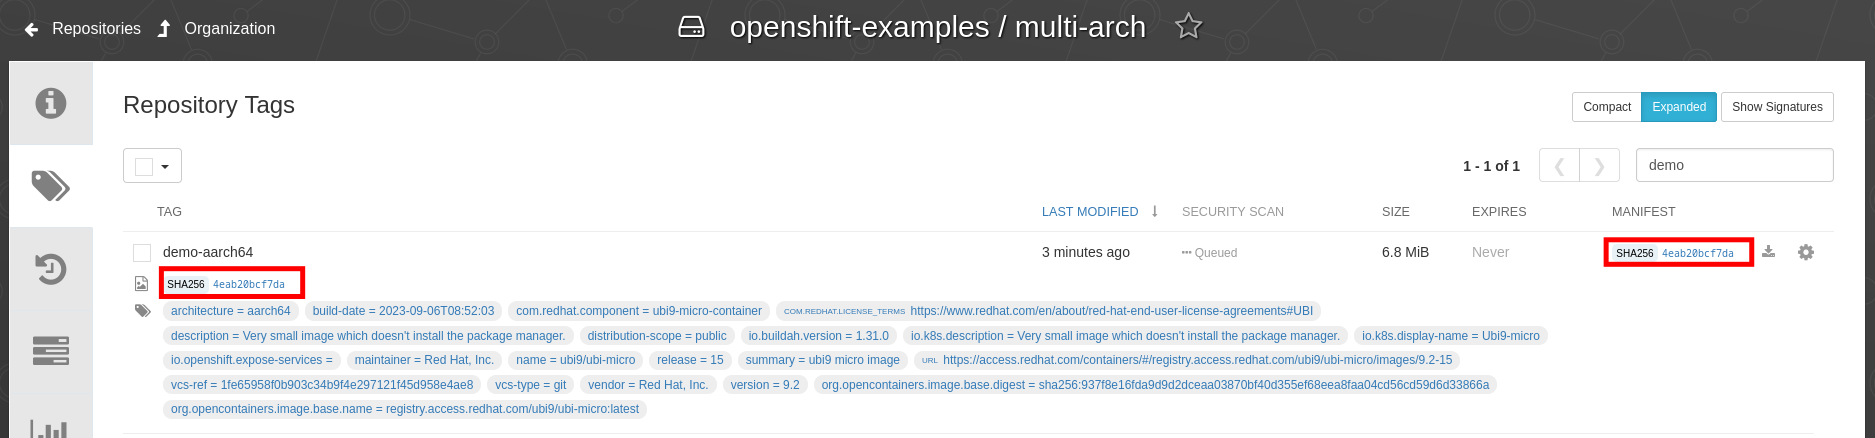 Repositories Organization openshift-examples / multi-arch
Repository Tags
Compact Expanded Show Signatures
1 - 1 of 1 demo
TAG LAST MODIFIED SECURITY SCAN SIZE EXPIRES MANIFEST
demo-aarch64 3 minutes ago Queued 6.8 MiB Never SHA256 4eab20bcf7da
SHA256 4eab20bcf7da
architecture = aarch64 build-date = 2023-09-06T08:52:03 com.redhat.component = ubi9-micro-container COM.REDHAT.LICENSE_TERMS https://www.redhat.com/en/about/red-hat-end-user-license-agreements#UBI
description = Very small image which doesn't install the package manager. distribution-scope = public io.buildah.version = 1.31.0 io.k8s.description = Very small image which doesn't install the package manager. io.k8s.display-name = Ubi9-micro
io.openshift.expose-services = maintainer = Red Hat, Inc. name = ubi9/ubi-micro release = 15 summary = ubi9 micro image URL https://access.redhat.com/containers/#/registry.access.redhat.com/ubi9/ubi-micro/images/9.2-15
vcs-ref = 1fe65958f0b903c34b9f4e297121f45d958e4ae8 vcs-type = git vendor = Red Hat, Inc. version = 9.2 org.opencontainers.image.base.digest = sha256:937f8e16fda9d9d2dceaa03870bf40d355ef68eea8faa04cd56cd59d6d33866a
org.opencontainers.image.base.name = registry.access.redhat.com/ubi9/ubi-micro:latest